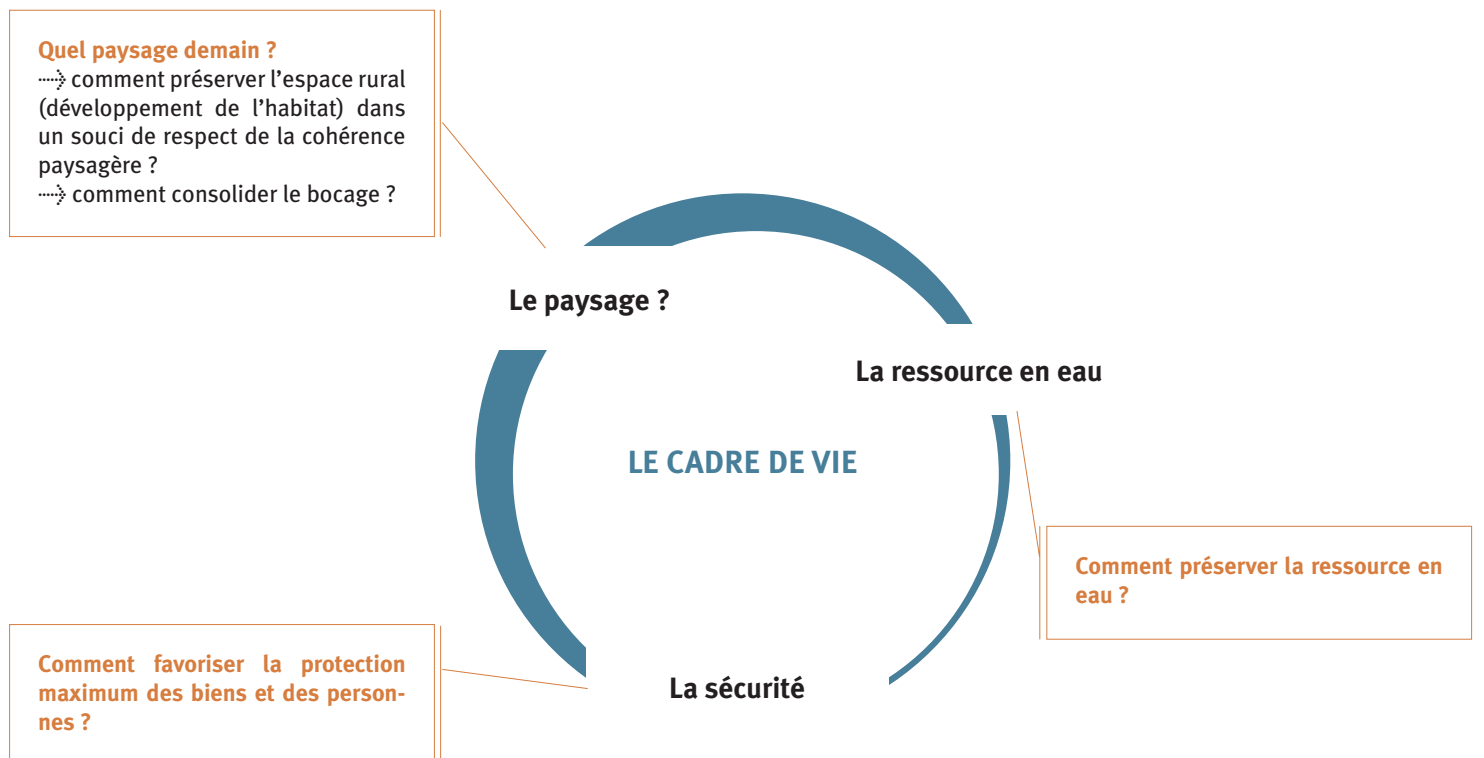 Quel paysage demain ?
comment préserver l'espace rural
(développement de l'habitat) dans
un souci de respect de la cohérence
paysagère ?
comment consolider le bocage ?
Le paysage ?
La ressource en eau
LE CADRE DE VIE
Comment préserver la ressource en
eau ?
Comment favoriser la protection
maximum des biens et des person-
nes ?
La sécurité